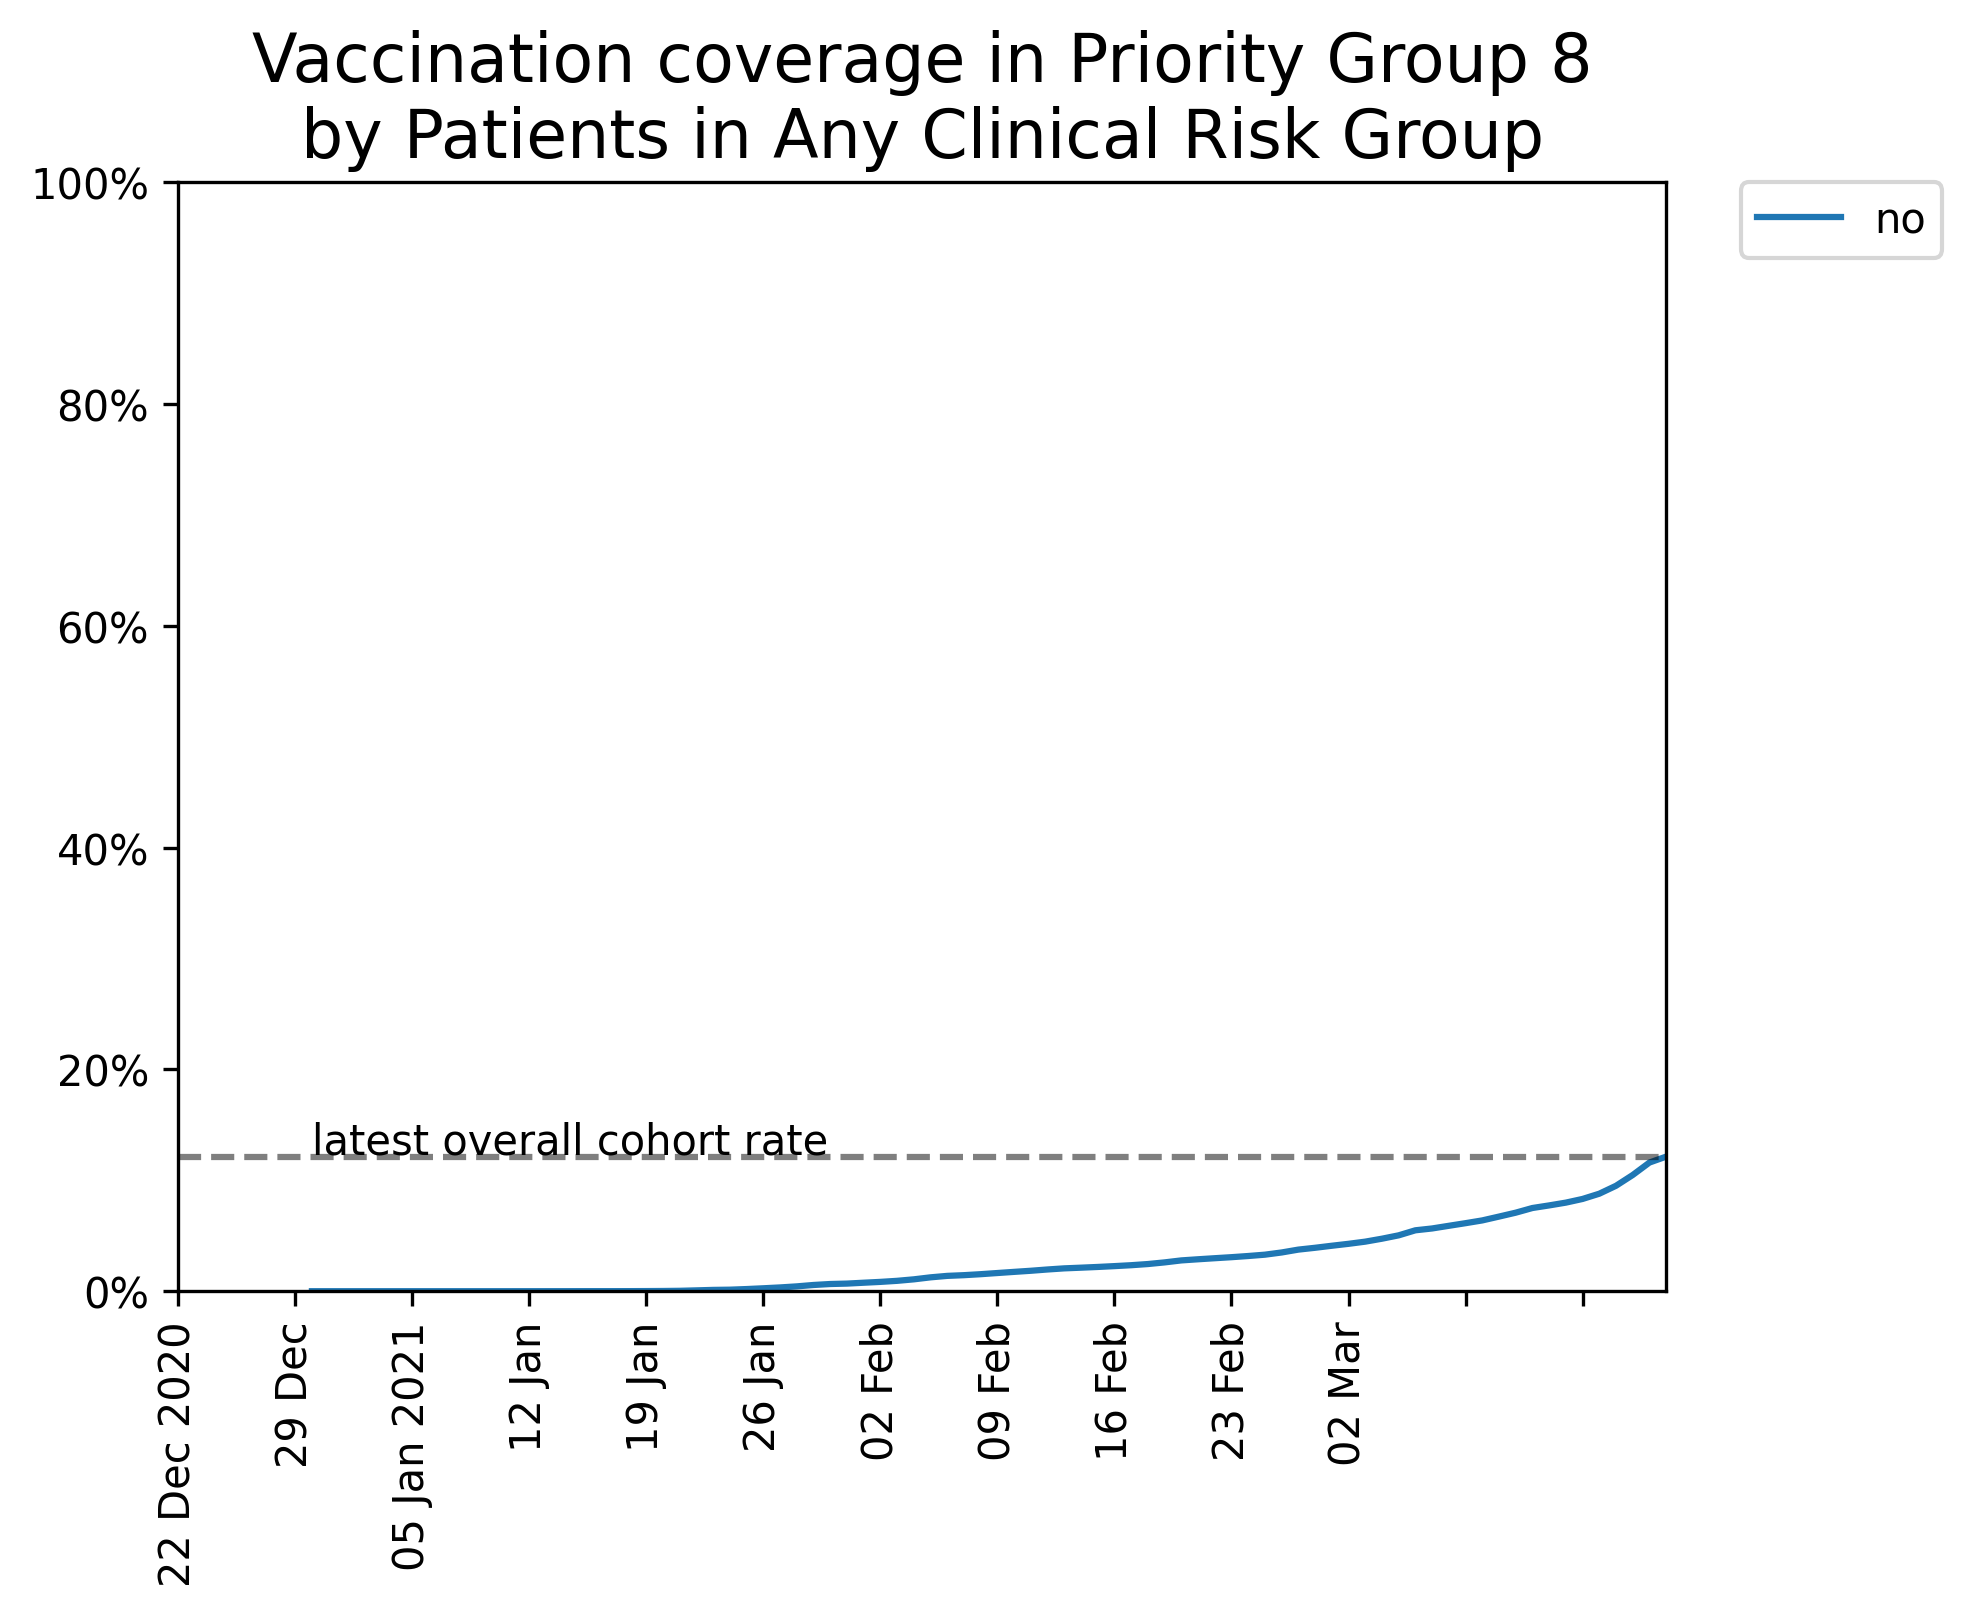 Vaccination coverage in Priority Group 8
by Patients in Any Clinical Risk Group
100%
80%
60%
40%
20%
0%
latest overall cohort rate
no
22 Dec 2020
29 Dec
05 Jan 2021
12 Jan
19 Jan
26 Jan
02 Feb
09 Feb
16 Feb
23 Feb
02 Mar